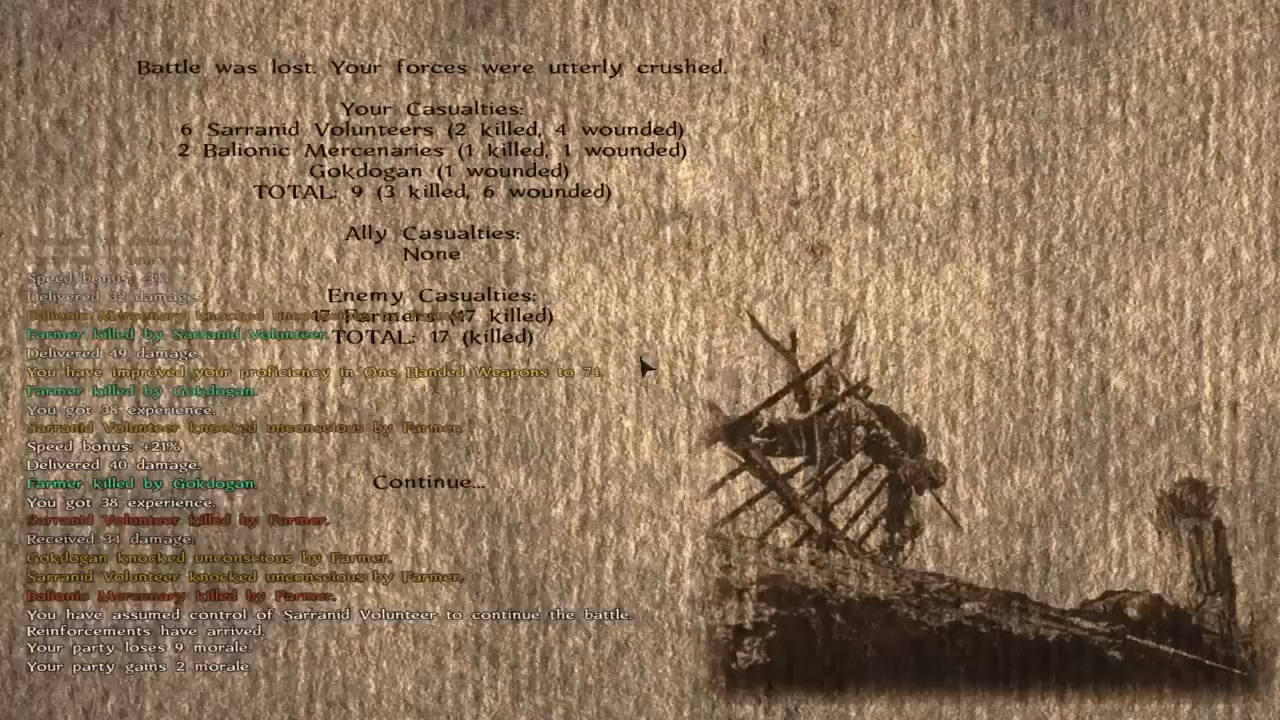 Battle was lost. Your forces were utterly crushed.
Your Casualties:
6 Sarranid Volunteers (2 killed, 4 wounded)
2 Balionic Mercenaries (1 killed, 1 wounded)
Gokdogan (1 wounded)
TOTAL: 9 (3 killed, 6 wounded)
Ally Casualties:
None
Enemy Casualties:
17 Farmers (17 killed)
TOTAL: 17 (killed)
Continue...
Speed bonus:
Delivered 32 damage.
Balionic Mercenary knocked
Farmer killed by Sarranid Volunteer.
Delivered 49 damage.
You have improved your proficiency in One Handed Weapons to 74.
Farmer killed by Gokdogan.
You got 38 experience.
Sarranid Volunteer knocked unconscious by Farmer.
Speed bonus: +21%
Delivered 40 damage.
Farmer killed by Gokdogan.
You got 38 experience.
Sarranid Volunteer killed by Farmer.
Received 34 damage.
Gokdogan knocked unconscious by Farmer.
Sarranid Volunteer knocked unconscious by Farmer.
Balionic Mercenary killed by Farmer.
You have assumed control of Sarranid Volunteer to continue the battle.
Reinforcements have arrived.
Your party loses 9 morale.
Your party gains 2 morale.